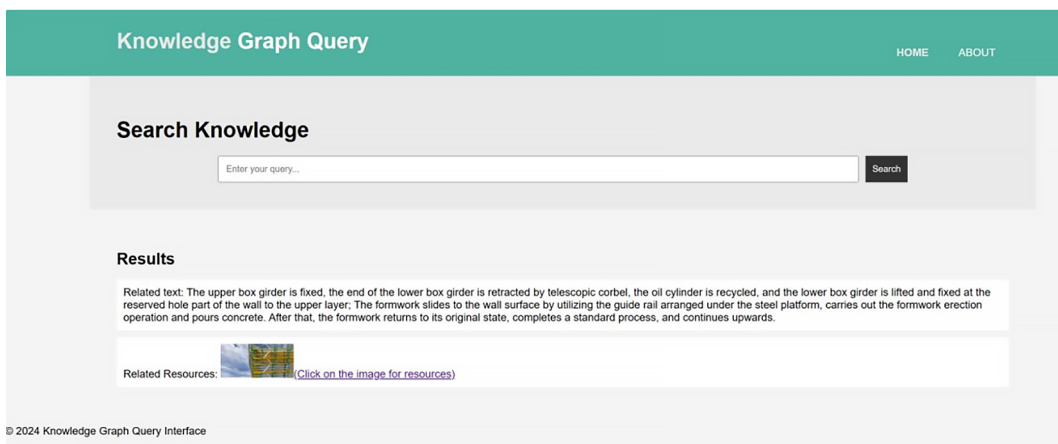 Knowledge Graph Query
HOME ABOUT
Search Knowledge
Enter your query...
Search
Results
Related text: The upper box girder is fixed, the end of the lower box girder is retracted by telescopic corbel, the oil cylinder is recycled, and the lower box girder is lifted and fixed at the
reserved hole part of the wall to the upper layer; The formwork slides to the wall surface by utilizing the guide rail arranged under the steel platform, carries out the formwork erection
operation and pours concrete. After that, the formwork returns to its original state, completes a standard process, and continues upwards.
Related Resources: (Click on the image for resources)
© 2024 Knowledge Graph Query Interface